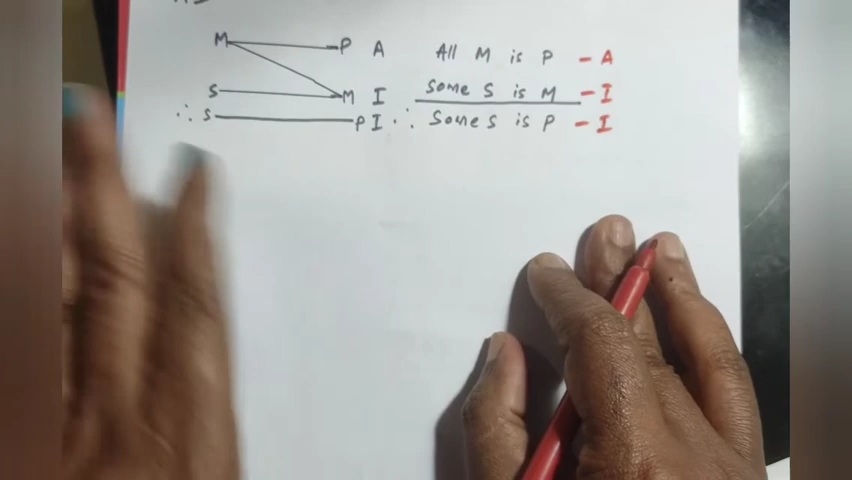 M P A All M is P - A
S M I Some S is M - I
∴ S P I ∴ Some S is P - I